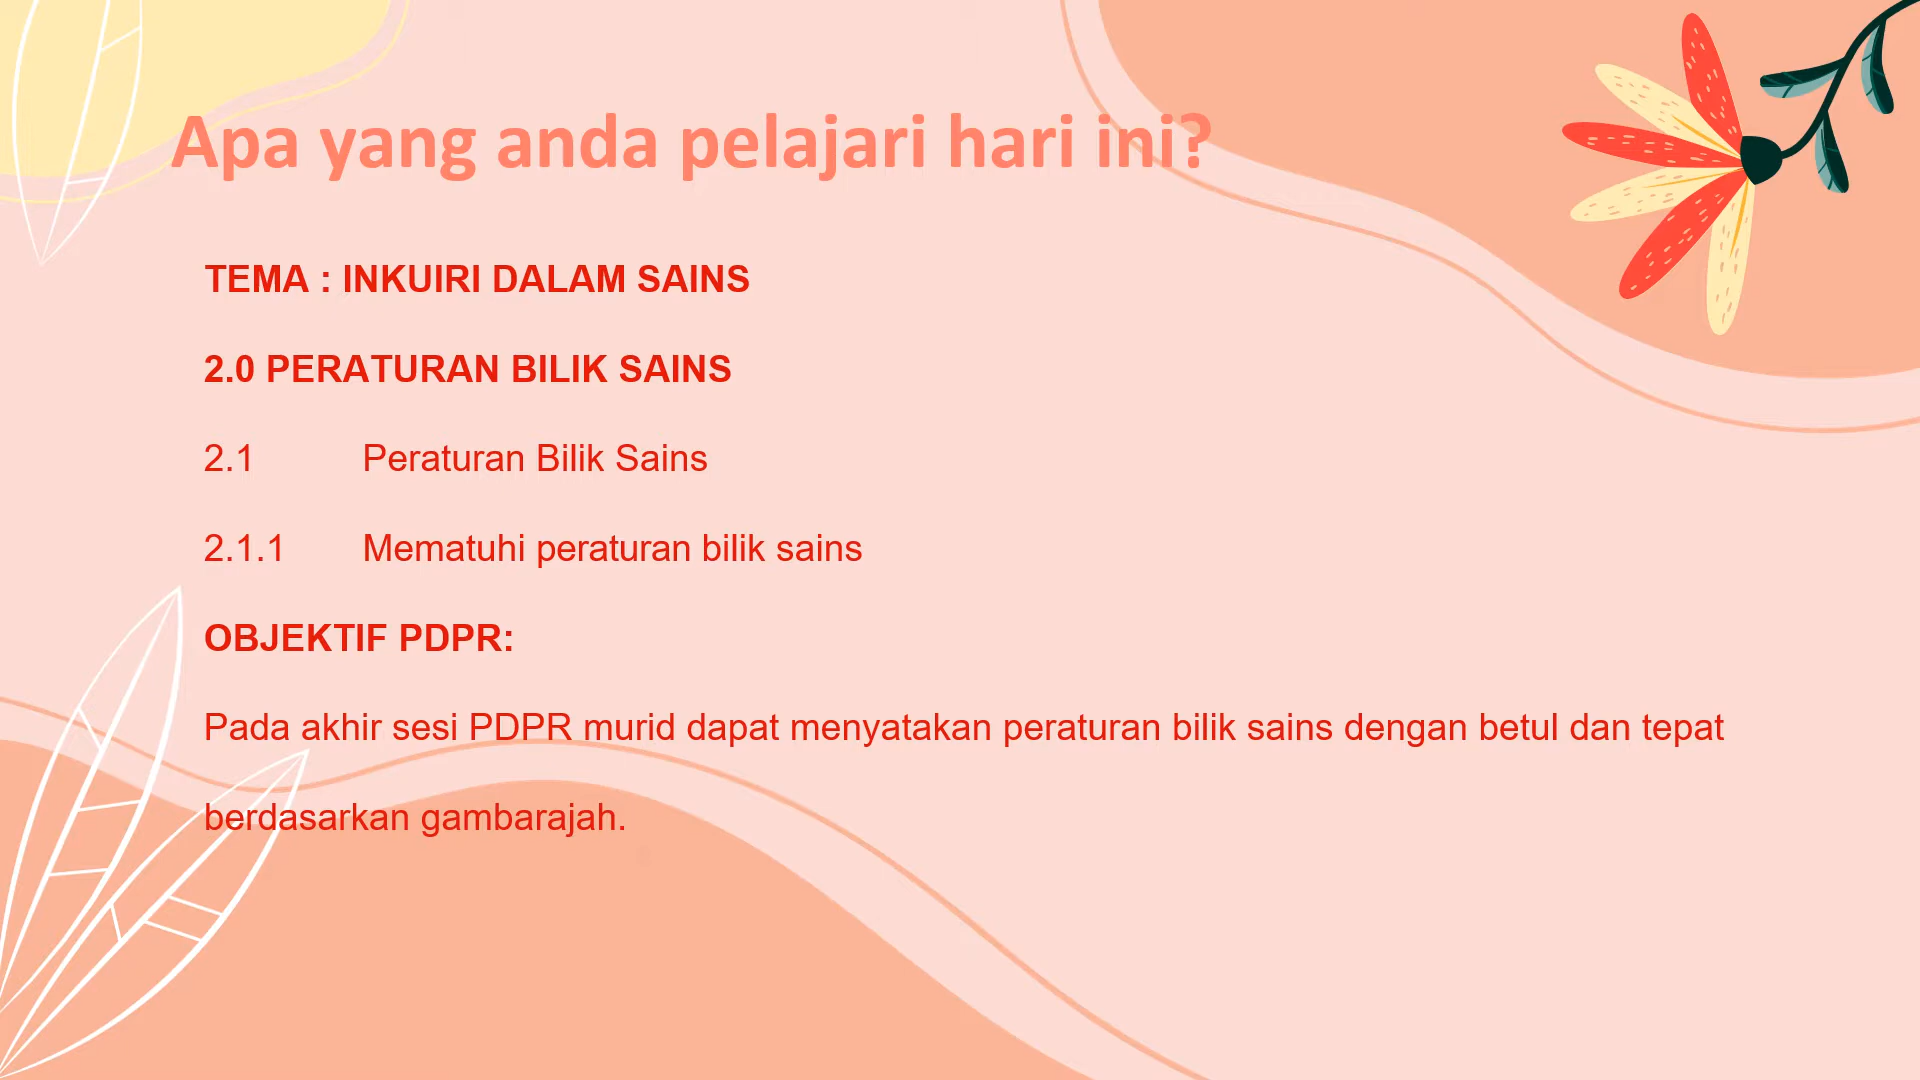 Apa yang anda pelajari hari ini?
TEMA : INKUIRI DALAM SAINS
2.0 PERATURAN BILIK SAINS
2.1 Peraturan Bilik Sains
2.1.1 Mematuhi peraturan bilik sains
OBJEKTIF PDPR:
Pada akhir sesi PDPR murid dapat menyatakan peraturan bilik sains dengan betul dan tepat
berdasarkan gambarajah.